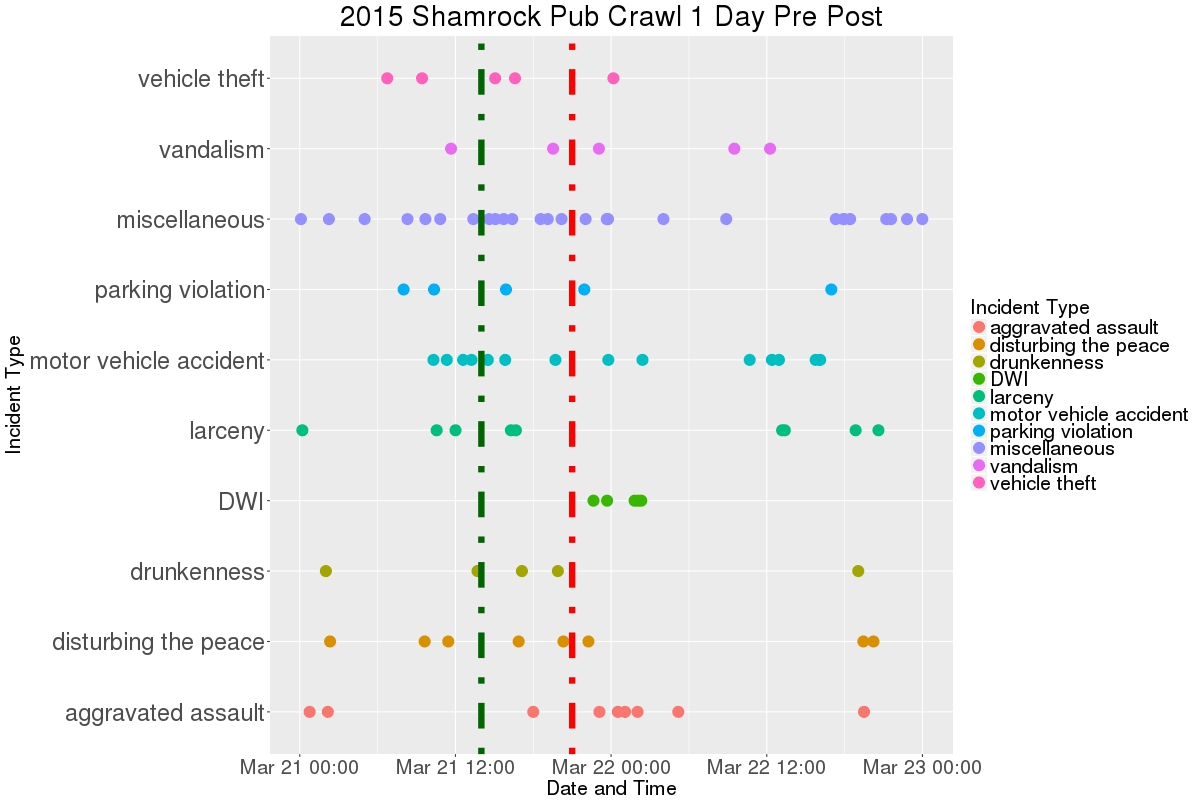 2015 Shamrock Pub Crawl 1 Day Pre Post
Incident Type
vehicle theft
vandalism
miscellaneous
parking violation
motor vehicle accident
larceny
DWI
drunkenness
disturbing the peace
aggravated assault
Mar 21 00:00 Mar 21 12:00 Mar 22 00:00 Mar 22 12:00 Mar 23 00:00
Date and Time
Incident Type
aggravated assault
disturbing the peace
drunkenness
DWI
larceny
motor vehicle accident
parking violation
miscellaneous
vandalism
vehicle theft